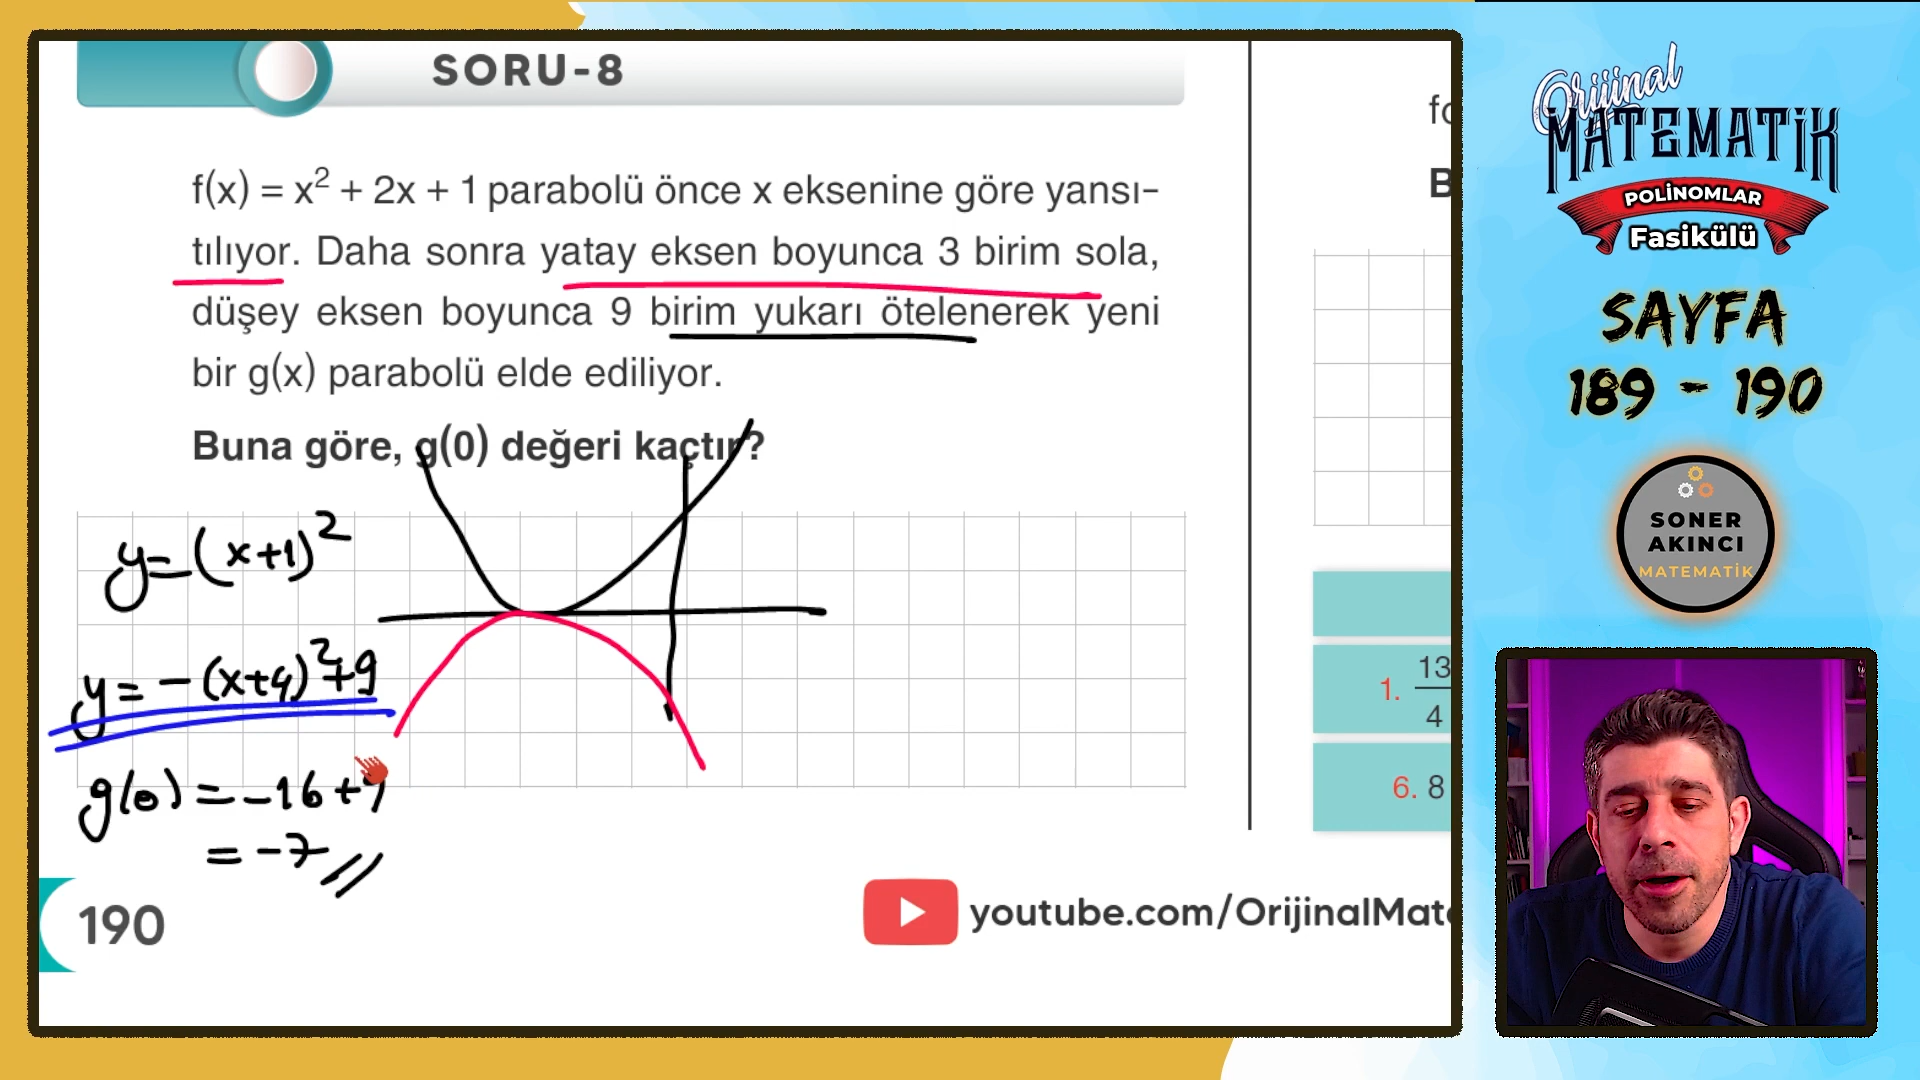 SORU-8
f(x) = x² + 2x + 1 parabolü önce x eksenine göre yansı-
tılıyor. Daha sonra yatay eksen boyunca 3 birim sola,
düşey eksen boyunca 9 birim yukarı ötelenerek yeni
bir g(x) parabolü elde ediliyor.
Buna göre, g(0) değeri kaçtır?
y=(x+1)²
y=-(x+4)²+9
g(0)=-16+9
=-7//
190
youtube.com/OrijinalMat
B
1. 13/4
6. 8
Orijinal
MATEMATİK
POLİNOMLAR
Fasikülü
SAYFA
189 - 190
SONER
AKINCI
MATEMATİK